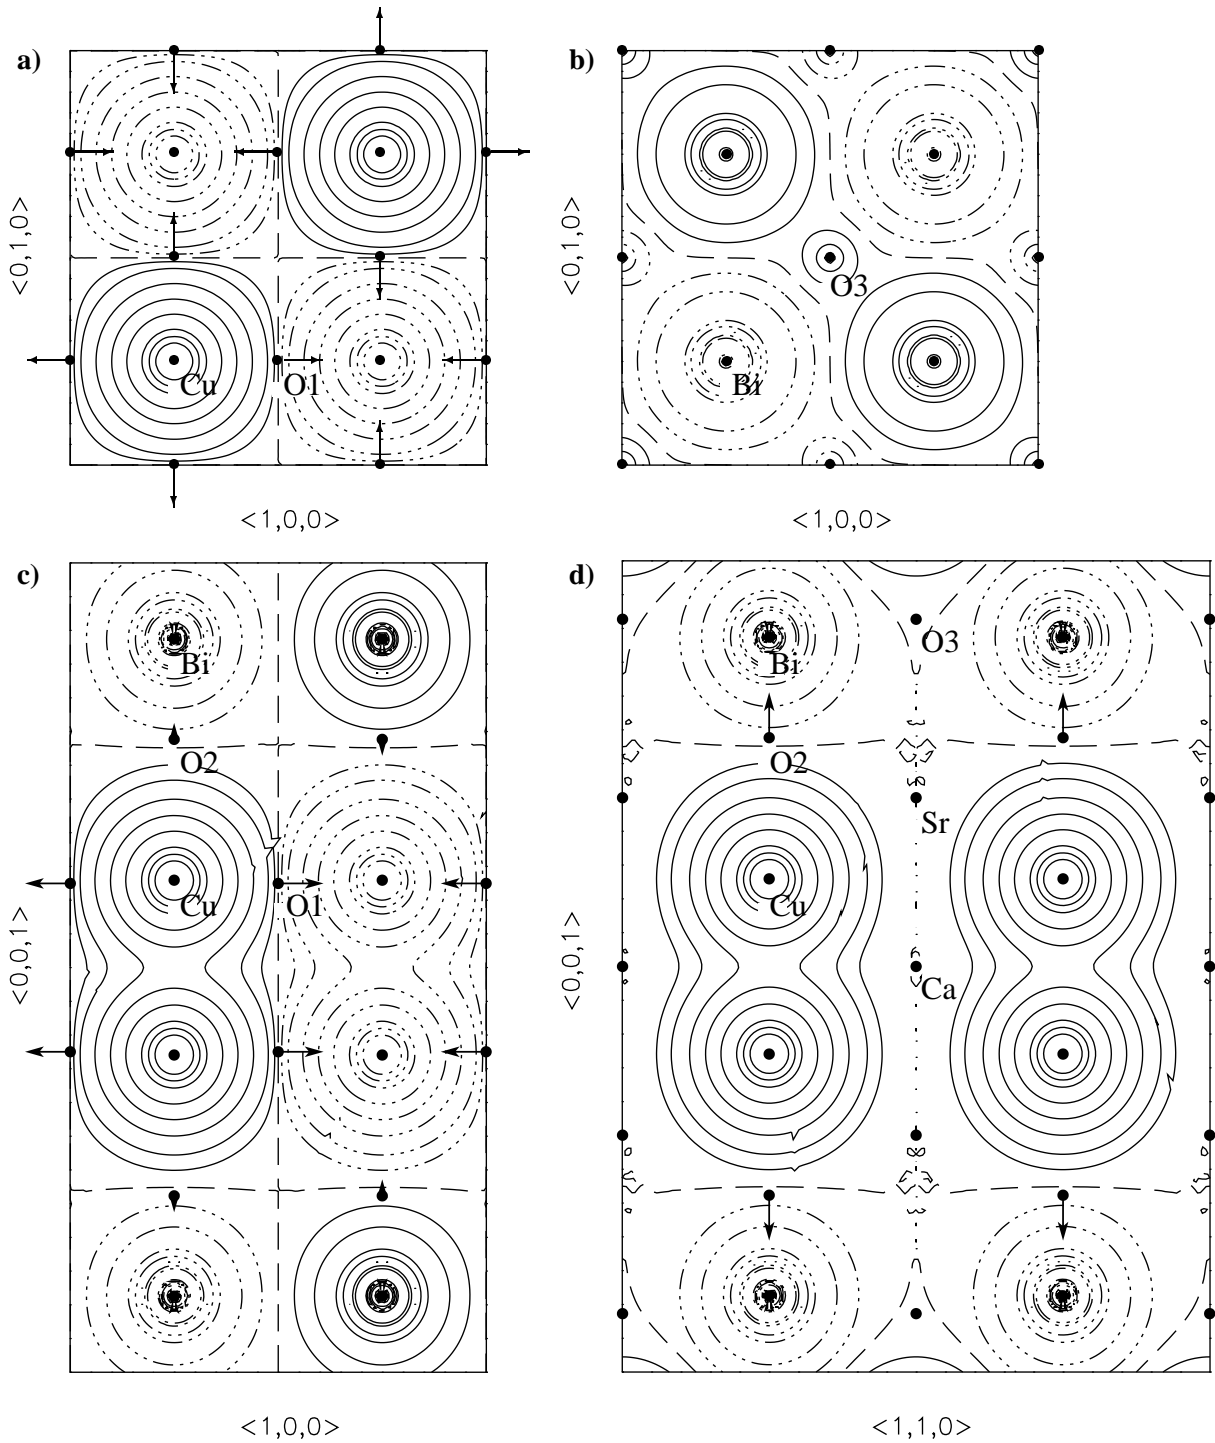 a)
b)
<0,1,0>
<0,1,0>
O3
Cu
O1
Bi
<1,0,0>
<1,0,0>
c)
d)
Bi
Bi
O3
O2
O2
Sr
Cu
O1
Cu
<0,0,1>
<0,0,1>
Ca
<1,0,0>
<1,1,0>